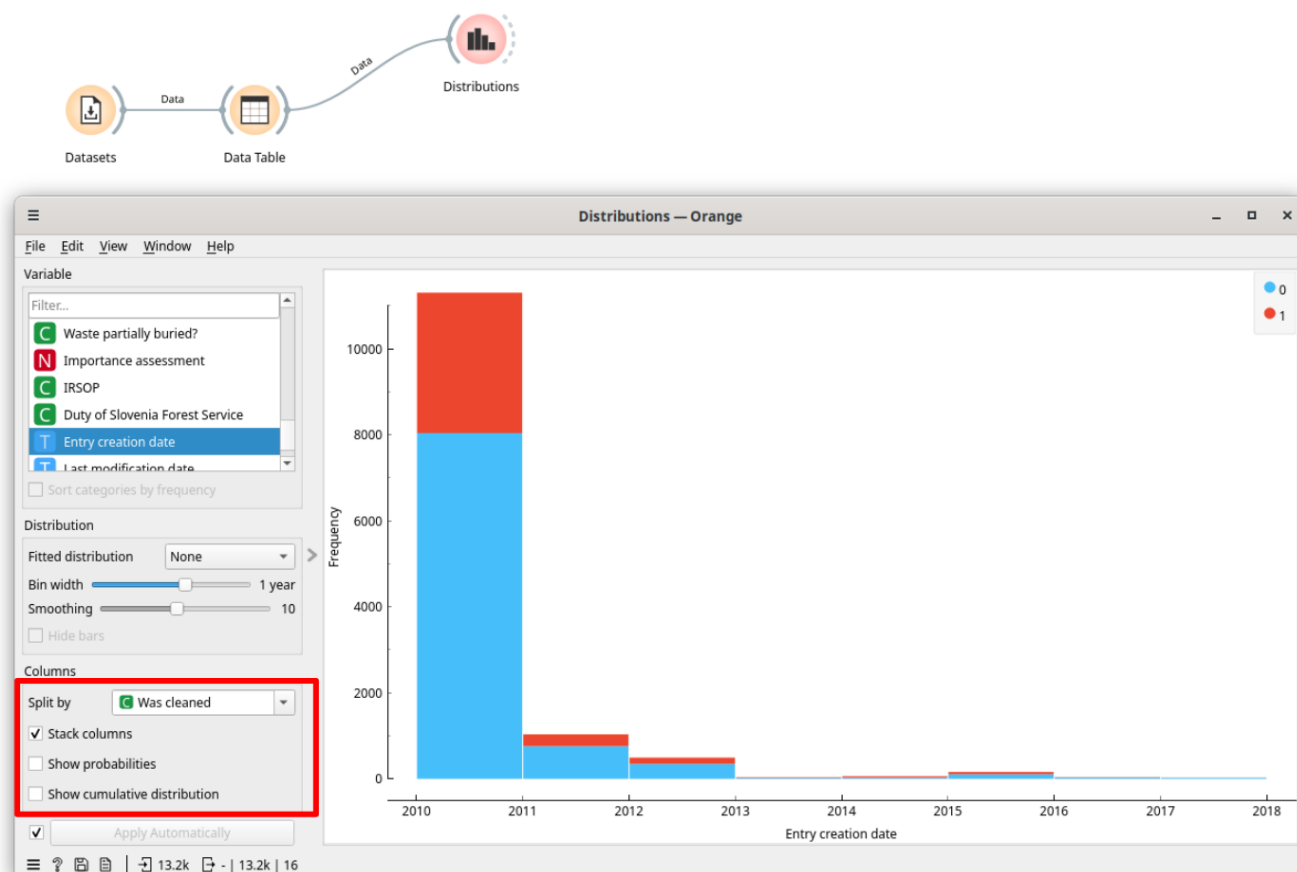 Data
Distributions
Data
Datasets
Data Table
Distributions — Orange
File Edit View Window Help
Variable
Filter...
C Waste partially buried?
N Importance assessment
C IRSOP
C Duty of Slovenia Forest Service
T Entry creation date
T Last modification date
Sort categories by frequency
Distribution
Fitted distribution None
Bin width 1 year
Smoothing 10
Hide bars
Columns
Split by C Was cleaned
Stack columns
Show probabilities
Show cumulative distribution
Apply Automatically
13.2k - | 13.2k | 16
0
1
Frequency
10000
8000
6000
4000
2000
0
2010 2011 2012 2013 2014 2015 2016 2017 2018
Entry creation date